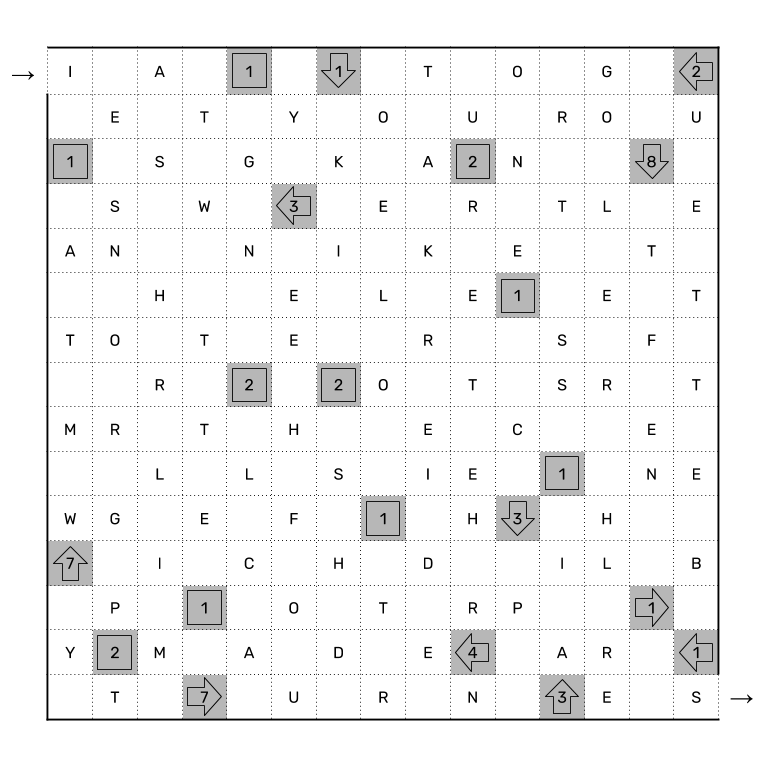 → I A 1 1 T O G 2
E T Y O U R O U
1 S G K A 2 N 8
S W 3 E R T L E
A N N I K E T
H E L E 1 E T
T O T E R S F
R 2 2 O T S R T
M R T H E C E
L L S I E 1 N E
W G E F 1 H 3 H
7 I C H D I L B
P 1 O T R P 1
Y 2 M A D E 4 A R 1
T 7 U R N 3 E S →